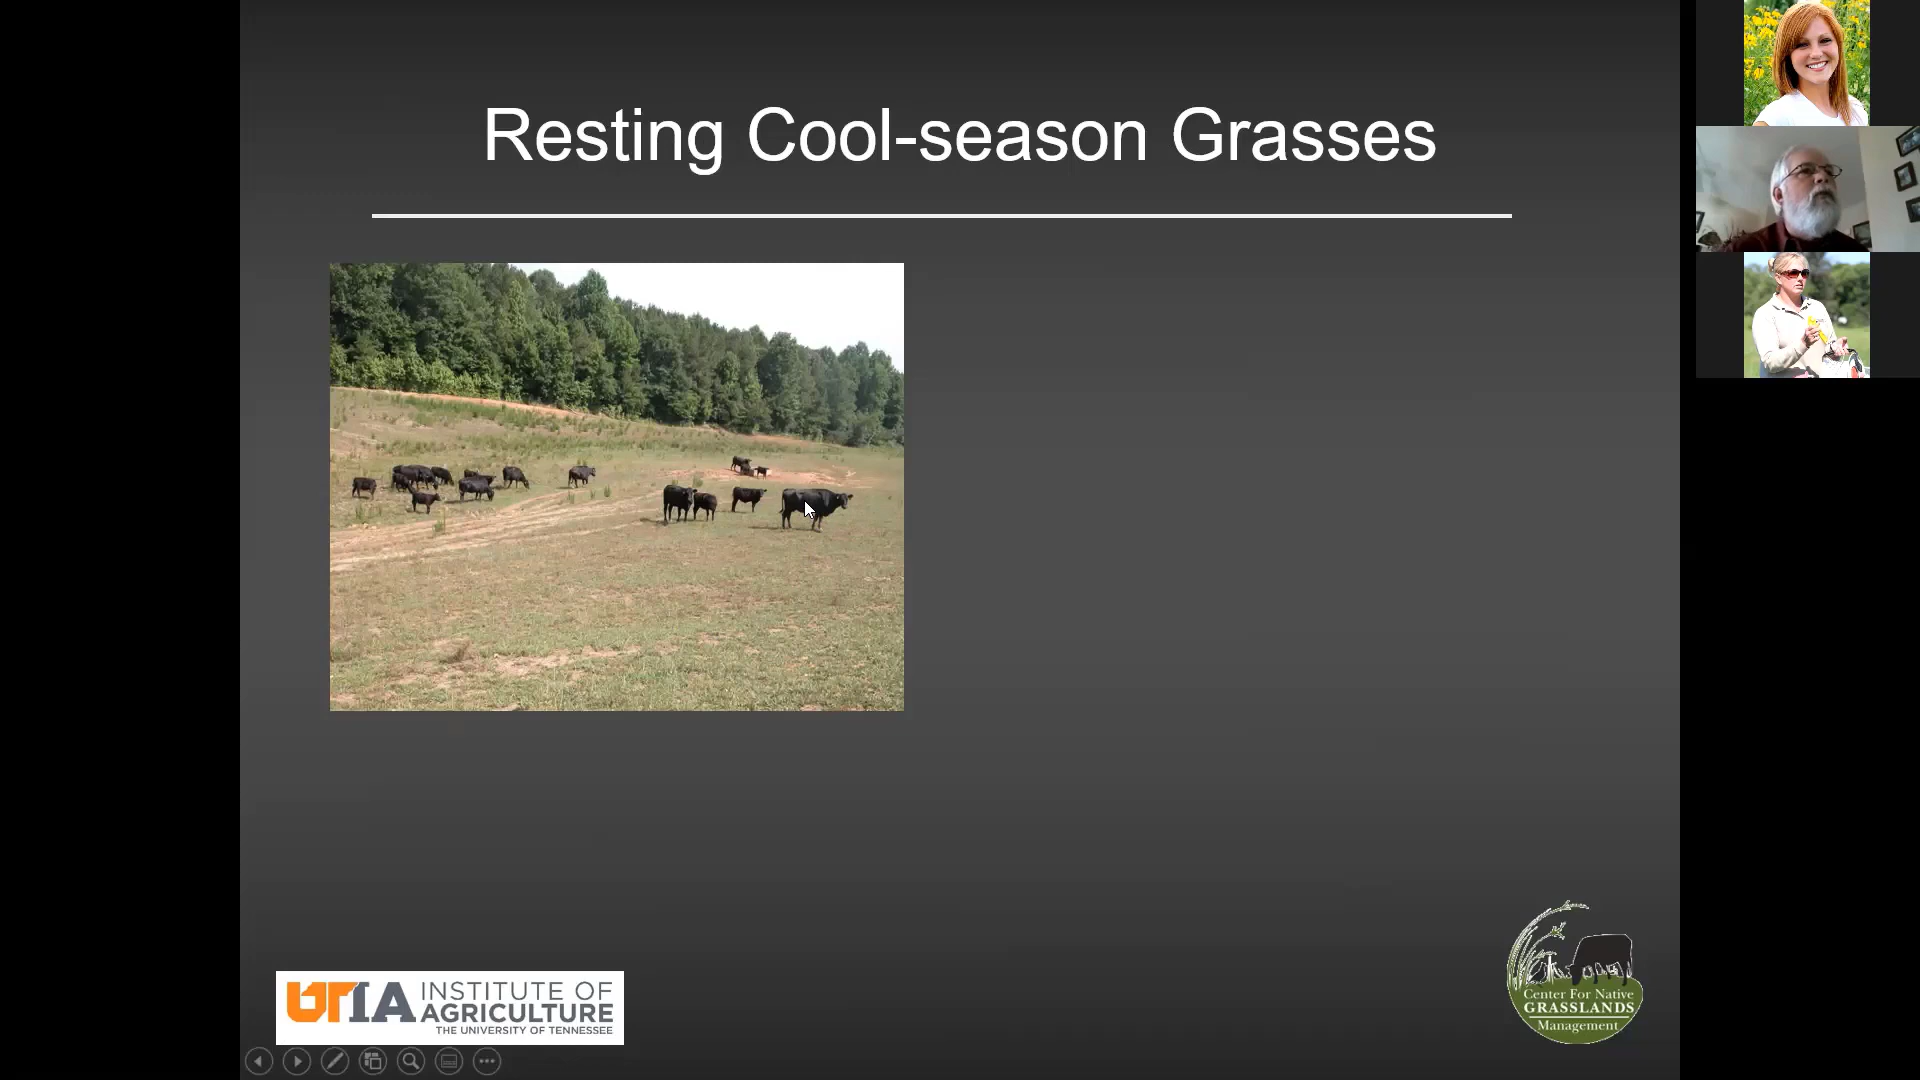 Resting Cool-season Grasses
UTIA INSTITUTE OF
AGRICULTURE
THE UNIVERSITY OF TENNESSEE
Center For Native
GRASSLANDS
Management